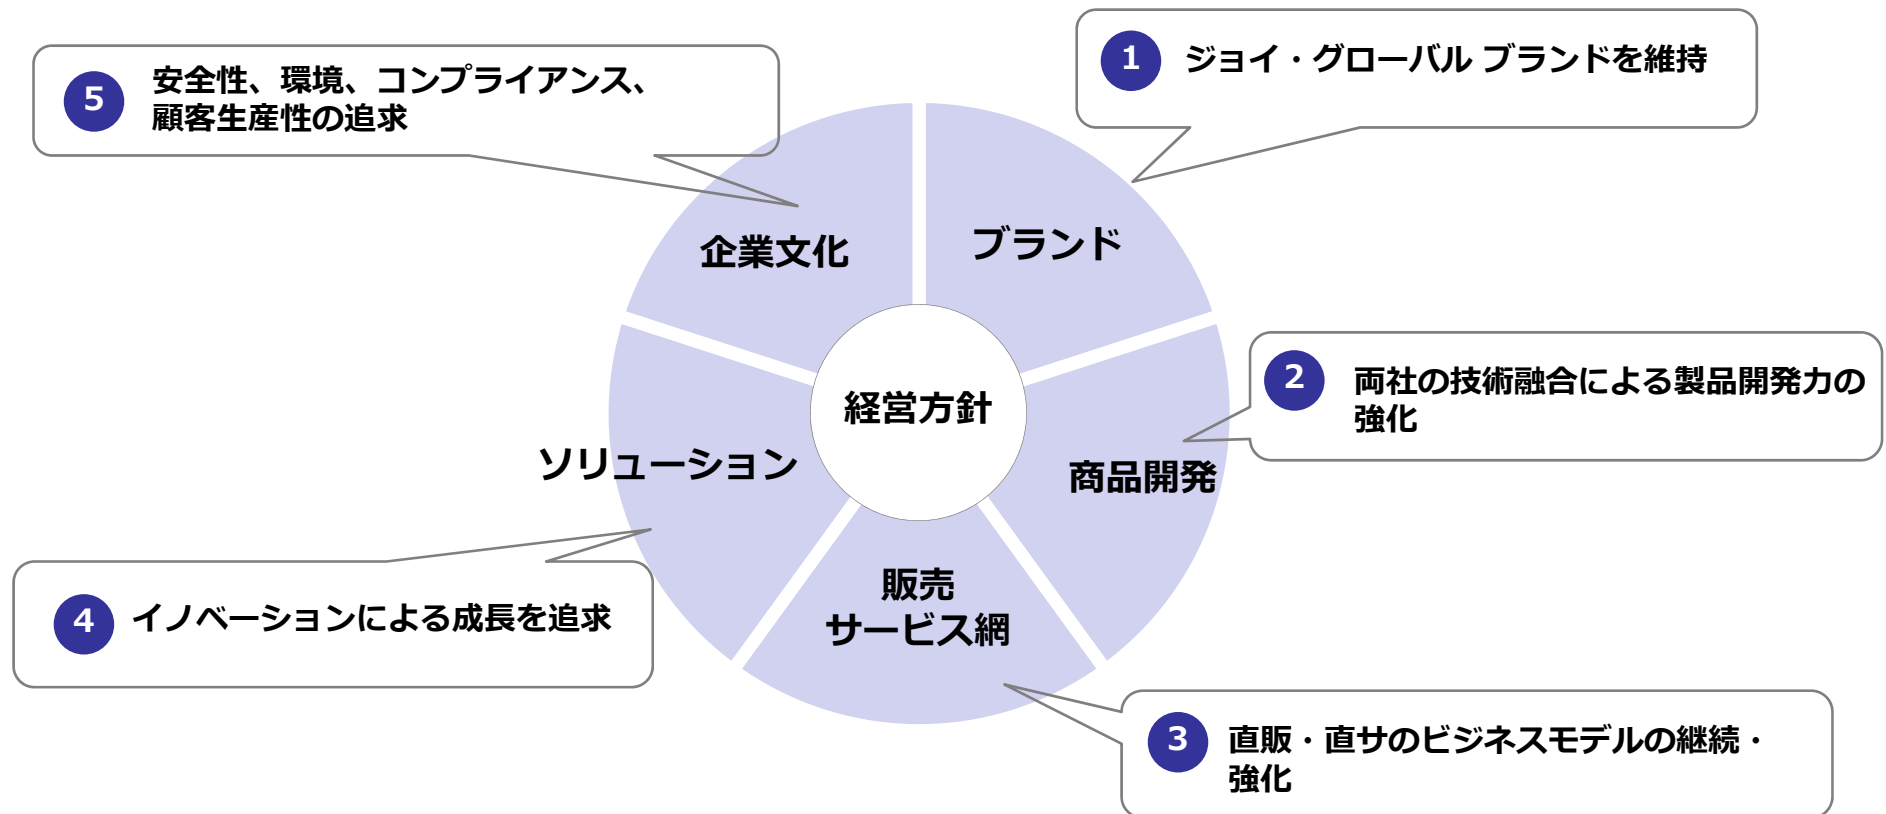 1
ジョイ・グローバル ブランドを維持
5
安全性、環境、コンプライアンス、
顧客生産性の追求
企業文化
ブランド
経営方針
2
両社の技術融合による製品開発力の
強化
ソリューション
商品開発
販売
サービス網
4
イノベーションによる成長を追求
3
直販・直サのビジネスモデルの継続・
強化